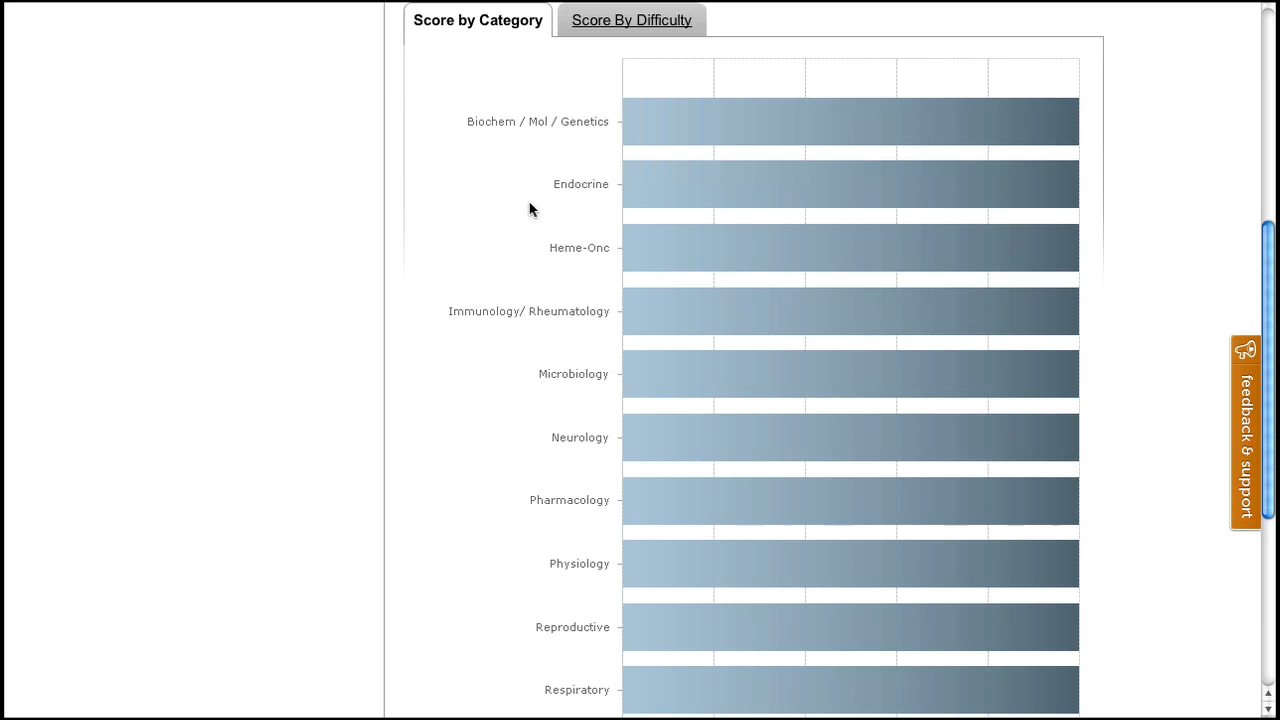 Score by Category
Score By Difficulty
Biochem / Mol / Genetics
Endocrine
Heme-Onc
Immunology/ Rheumatology
Microbiology
Neurology
Pharmacology
Physiology
Reproductive
Respiratory
feedback & support